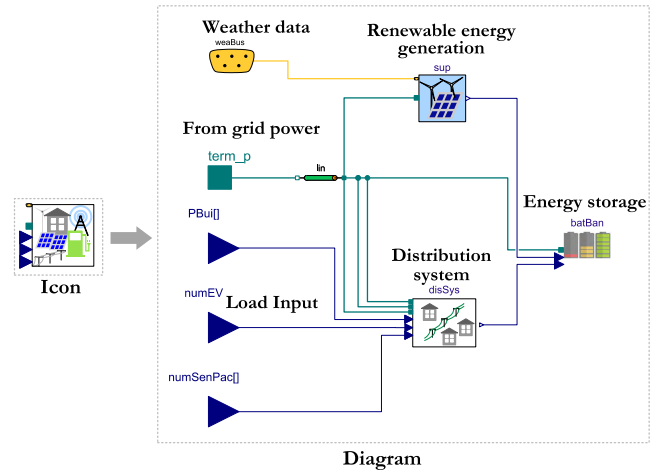 Weather data
weaBus
Renewable energy
generation
sup
From grid power
term_p
lin
Energy storage
batBan
PBui[]
Distribution
system
disSys
Icon
numEV
Load Input
numSenPac[]
Diagram